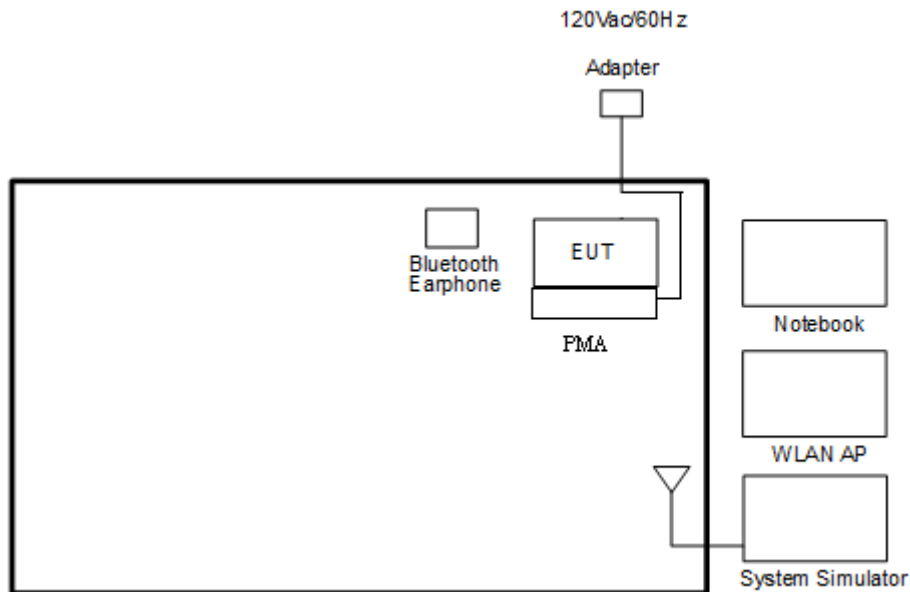 120Vac/60Hz
Adapter
Bluetooth
Earphone
EUT
PMA
Notebook
WLAN AP
System Simulator